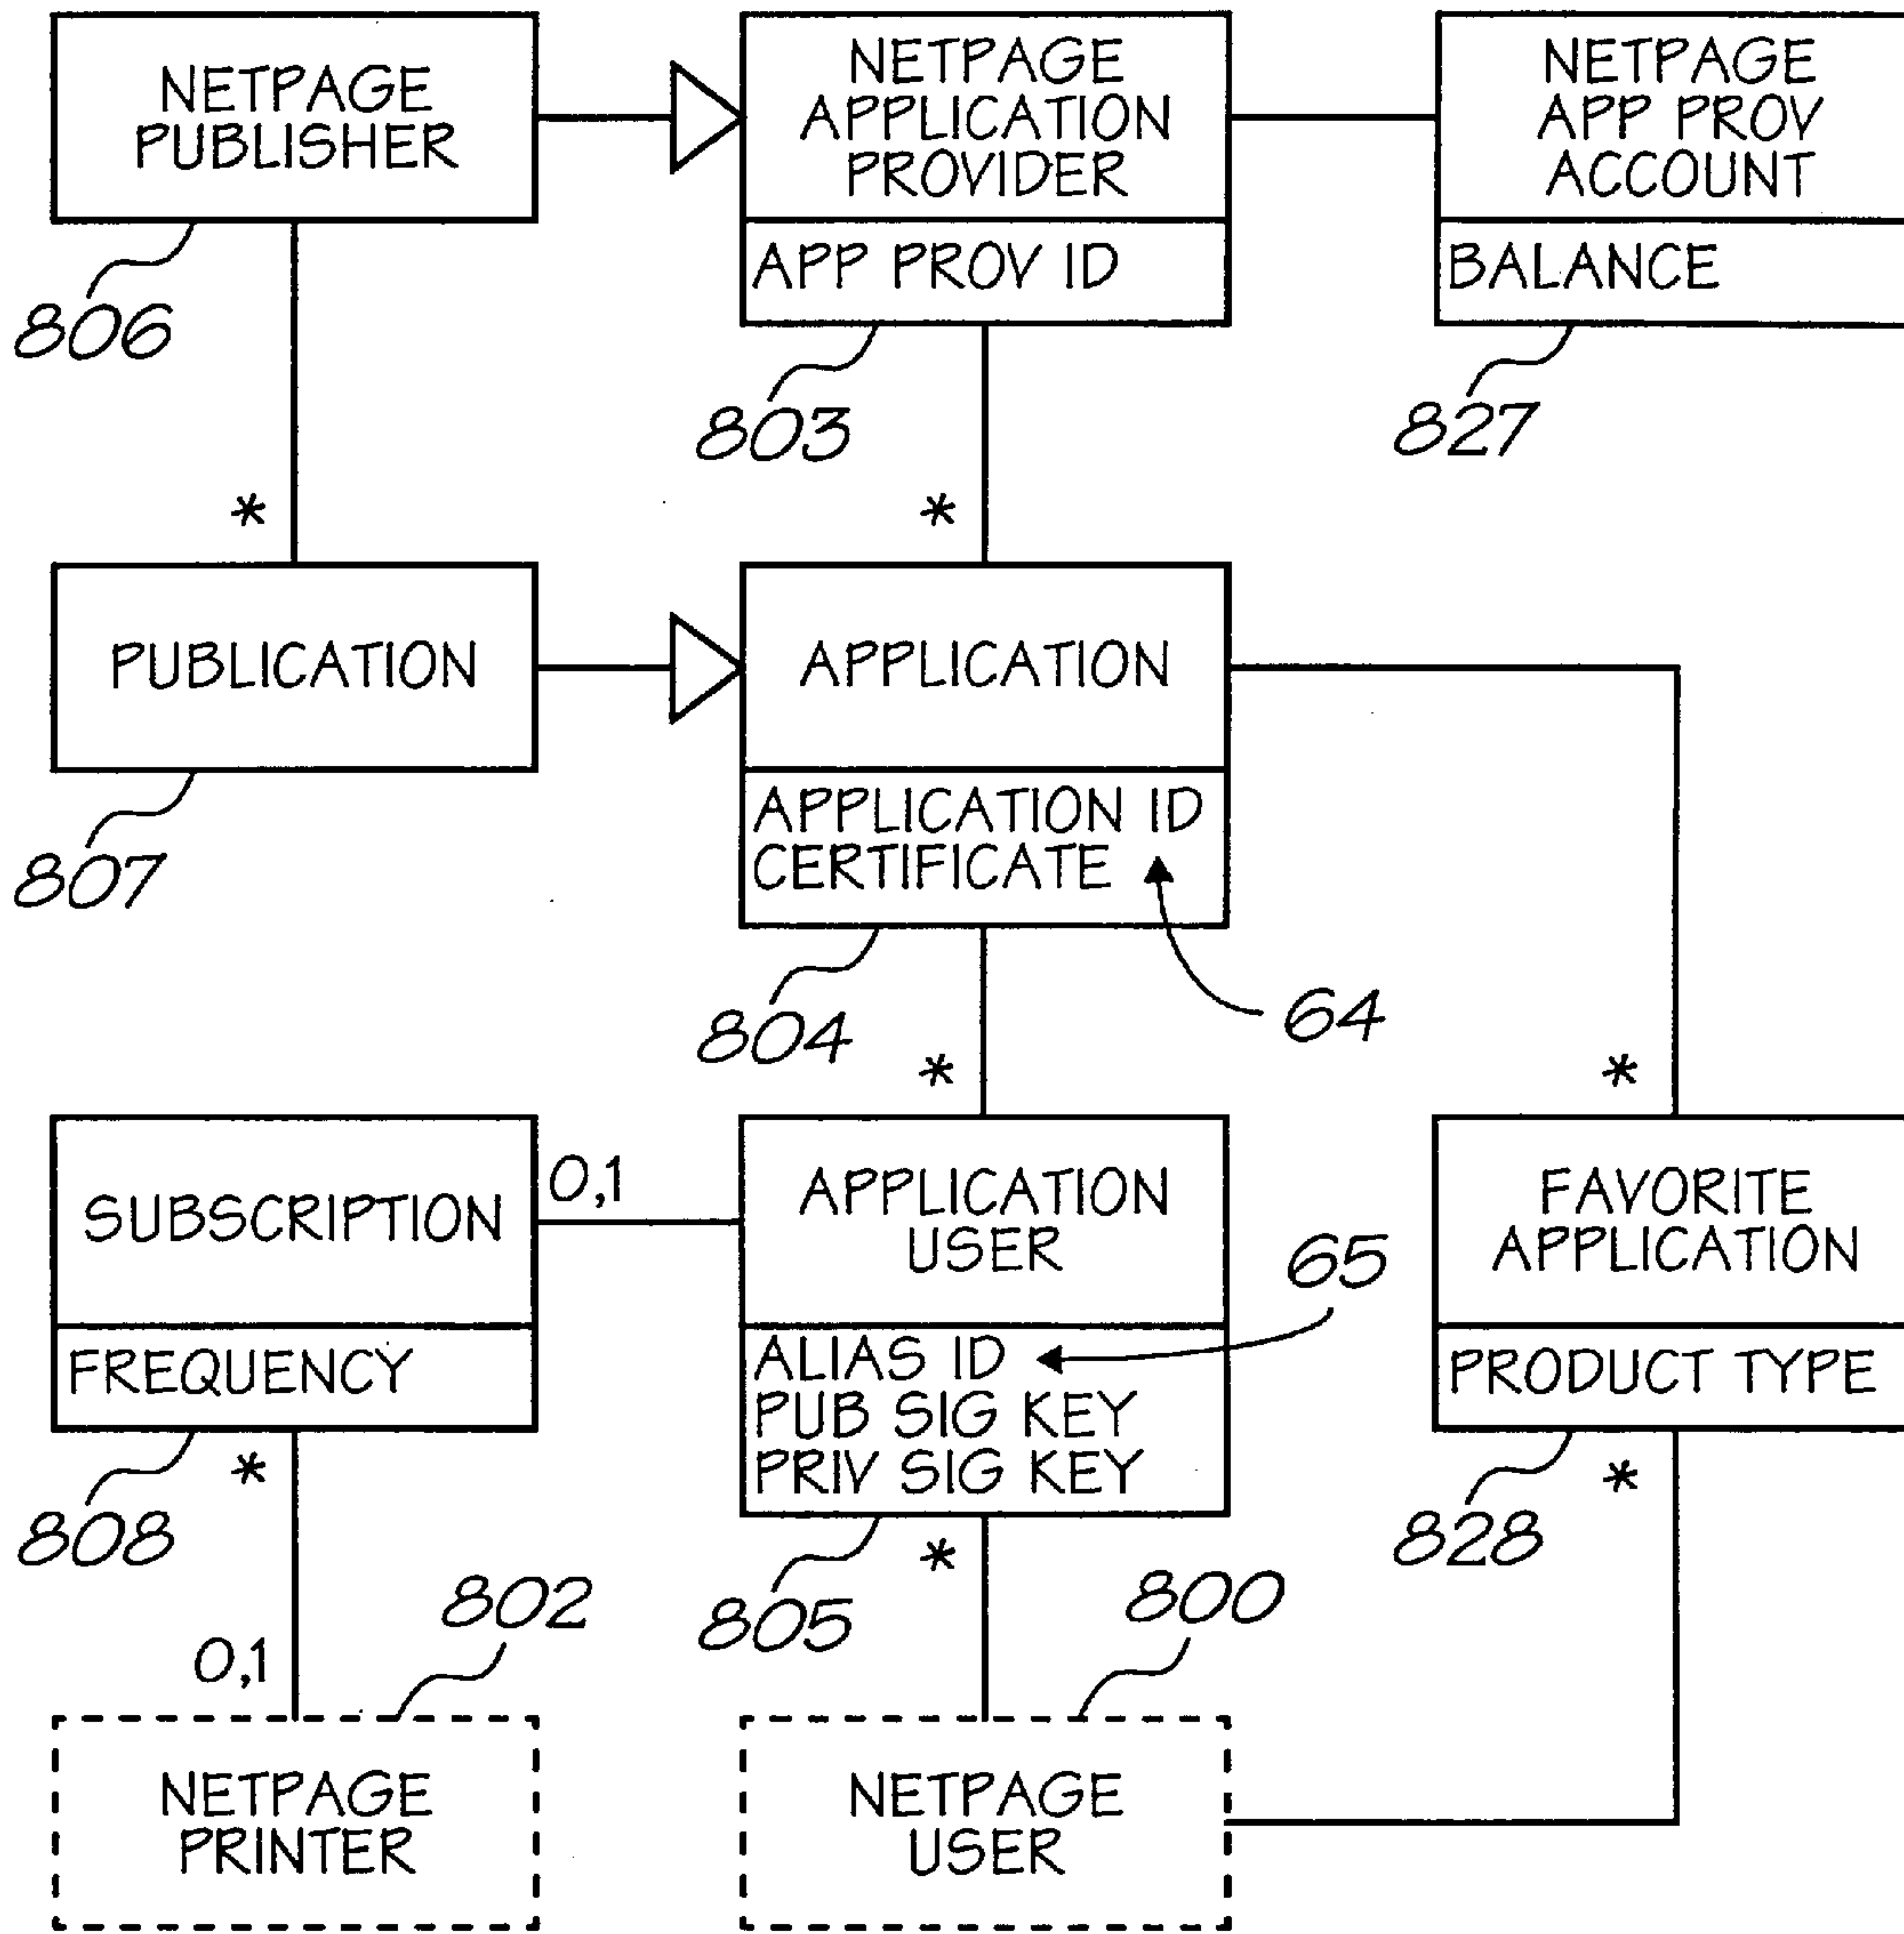 NETPAGE
PUBLISHER
806
NETPAGE
APPLICATION
PROVIDER
APP PROV ID
803
NETPAGE
APP PROV
ACCOUNT
BALANCE
827
*
*
PUBLICATION
807
APPLICATION
APPLICATION ID
CERTIFICATE
804
64
*
*
SUBSCRIPTION
FREQUENCY
808
0,1
APPLICATION
USER
65
ALIAS ID
PUB SIG KEY
PRIV SIG KEY
805
FAVORITE
APPLICATION
PRODUCT TYPE
828
*
*
*
802
800
0,1
NETPAGE
PRINTER
NETPAGE
USER